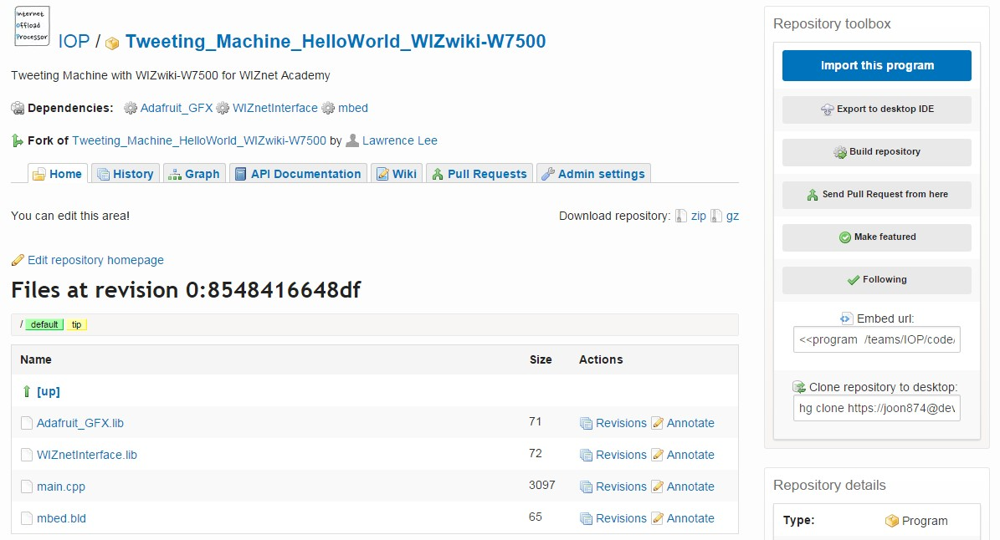 Internet
Offload
Processor
IOP / Tweeting_Machine_HelloWorld_WIZwiki-W7500
Tweeting Machine with WIZwiki-W7500 for WIZnet Academy
Dependencies: Adafruit_GFX WIZnetInterface mbed
Fork of Tweeting_Machine_HelloWorld_WIZwiki-W7500 by Lawrence Lee
Home History Graph API Documentation Wiki Pull Requests Admin settings
You can edit this area!
Download repository: zip gz
Edit repository homepage
Files at revision 0:8548416648df
/ default tip
Name Size Actions
[up]
Adafruit_GFX.lib 71 Revisions Annotate
WIZnetInterface.lib 72 Revisions Annotate
main.cpp 3097 Revisions Annotate
mbed.bld 65 Revisions Annotate
Repository toolbox
Import this program
Export to desktop IDE
Build repository
Send Pull Request from here
Make featured
Following
Embed url:
<<program /teams/IOP/code/
Clone repository to desktop:
hg clone https://joon874@dev
Repository details
Type: Program